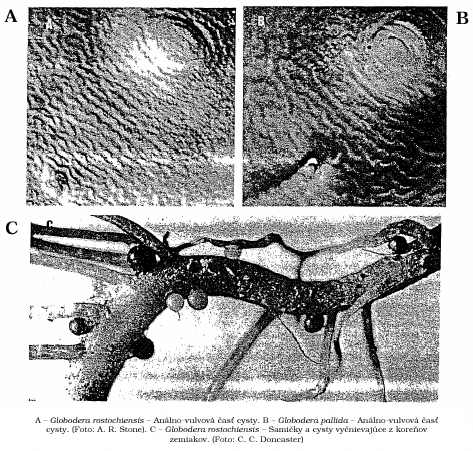 A
A
B
B
C
A – Globodera rostochiensis – Análno-vulvová časť cysty. B – Globodera pallida – Análno-vulvová časť
cysty. (Foto: A. R. Stone). C – Globodera rostochiensis – Samičky a cysty vyčnievajúce z koreňov
zemiakov. (Foto: C. C. Doncaster)